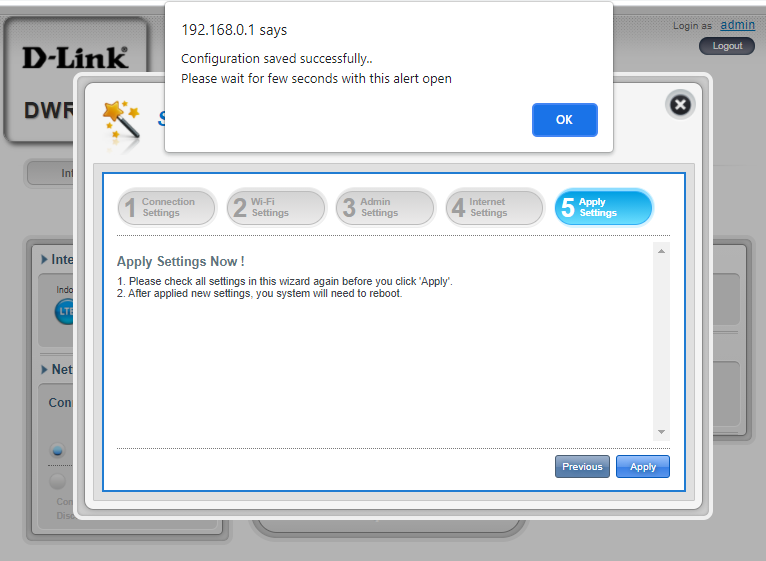 192.168.0.1 says
Configuration saved successfully..
Please wait for few seconds with this alert open
OK
Login as admin
Logout
D-Link
DWR
1 Connection Settings
2 Wi-Fi Settings
3 Admin Settings
4 Internet Settings
5 Apply Settings
Apply Settings Now !
1. Please check all settings in this wizard again before you click 'Apply'.
2. After applied new settings, you system will need to reboot.
Previous
Apply
LTE